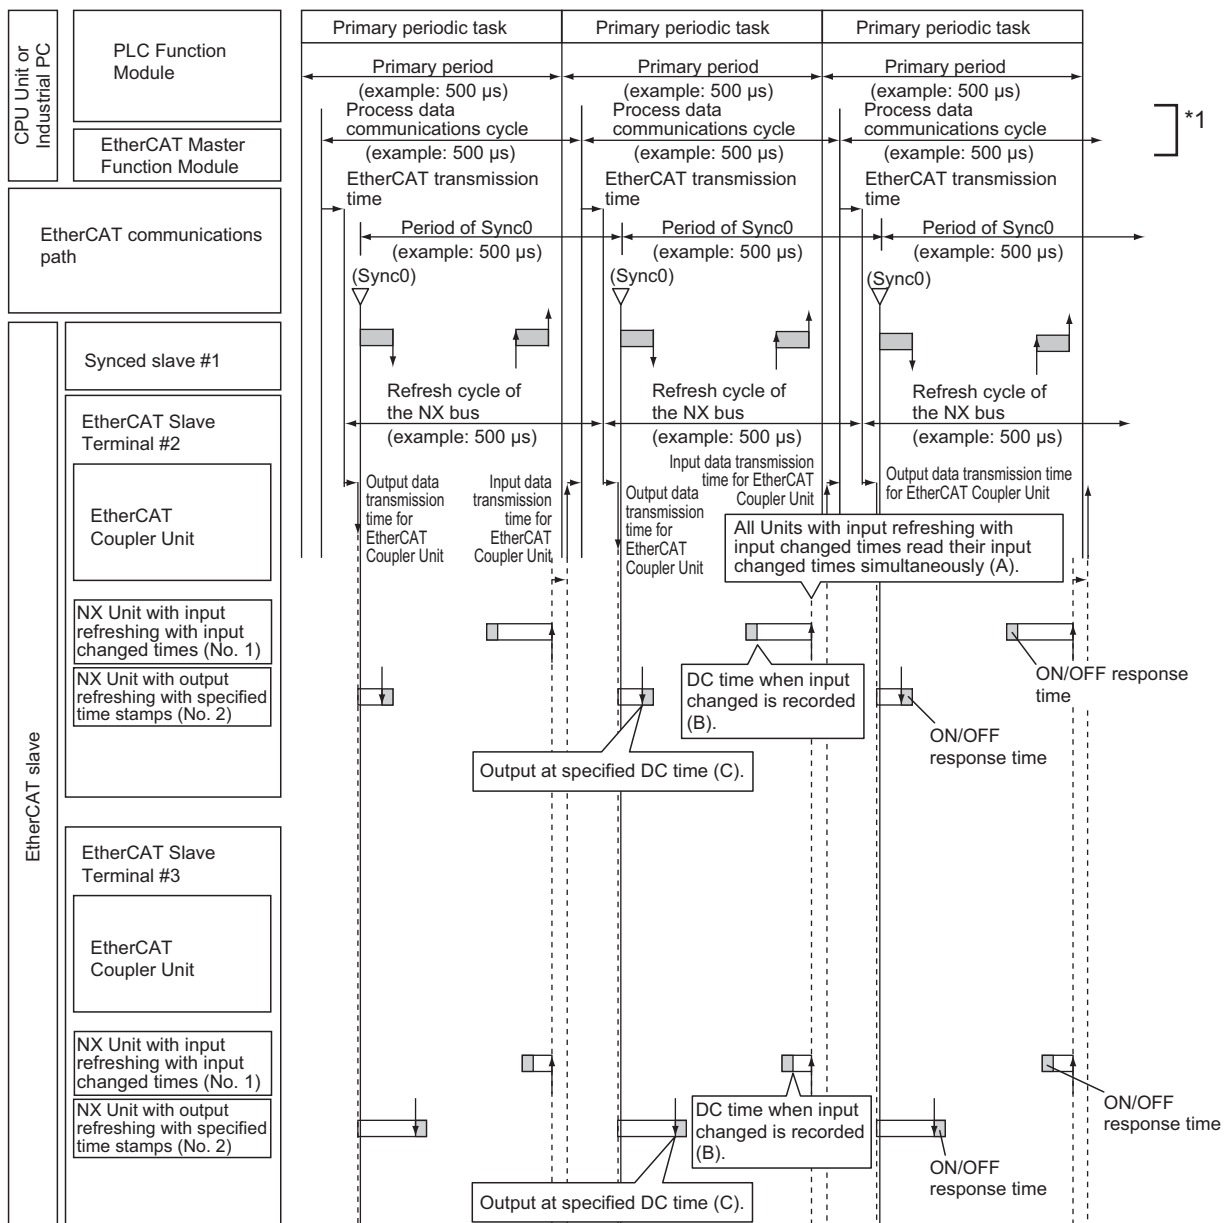 CPU Unit or
Industrial PC
PLC Function
Module
EtherCAT Master
Function Module
Primary periodic task
Primary periodic task
Primary periodic task
Primary period
(example: 500 µs)
Primary period
(example: 500 µs)
Primary period
(example: 500 µs)
Process data
communications cycle
(example: 500 µs)
Process data
communications cycle
(example: 500 µs)
Process data
communications cycle
(example: 500 µs)
*1
EtherCAT transmission
time
EtherCAT transmission
time
EtherCAT transmission
time
EtherCAT communications
path
Period of Sync0
(example: 500 µs)
Period of Sync0
(example: 500 µs)
Period of Sync0
(example: 500 µs)
(Sync0)
(Sync0)
(Sync0)
EtherCAT slave
Synced slave #1
Refresh cycle of
the NX bus
(example: 500 µs)
Refresh cycle of
the NX bus
(example: 500 µs)
Refresh cycle of
the NX bus
(example: 500 µs)
EtherCAT Slave
Terminal #2
EtherCAT
Coupler Unit
Output data
transmission
time for
EtherCAT
Coupler Unit
Input data
transmission
time for
EtherCAT
Coupler Unit
Output data
transmission
time for
EtherCAT
Coupler Unit
Input data transmission
time for EtherCAT
Coupler Unit
Output data transmission time
for EtherCAT Coupler Unit
All Units with input refreshing with
input changed times read their input
changed times simultaneously (A).
NX Unit with input
refreshing with input
changed times (No. 1)
NX Unit with output
refreshing with specified
time stamps (No. 2)
DC time when input
changed is recorded
(B).
ON/OFF response
time
ON/OFF
response time
Output at specified DC time (C).
EtherCAT Slave
Terminal #3
EtherCAT
Coupler Unit
NX Unit with input
refreshing with input
changed times (No. 1)
NX Unit with output
refreshing with specified
time stamps (No. 2)
DC time when input
changed is recorded
(B).
ON/OFF
response time
ON/OFF
response time
Output at specified DC time (C).